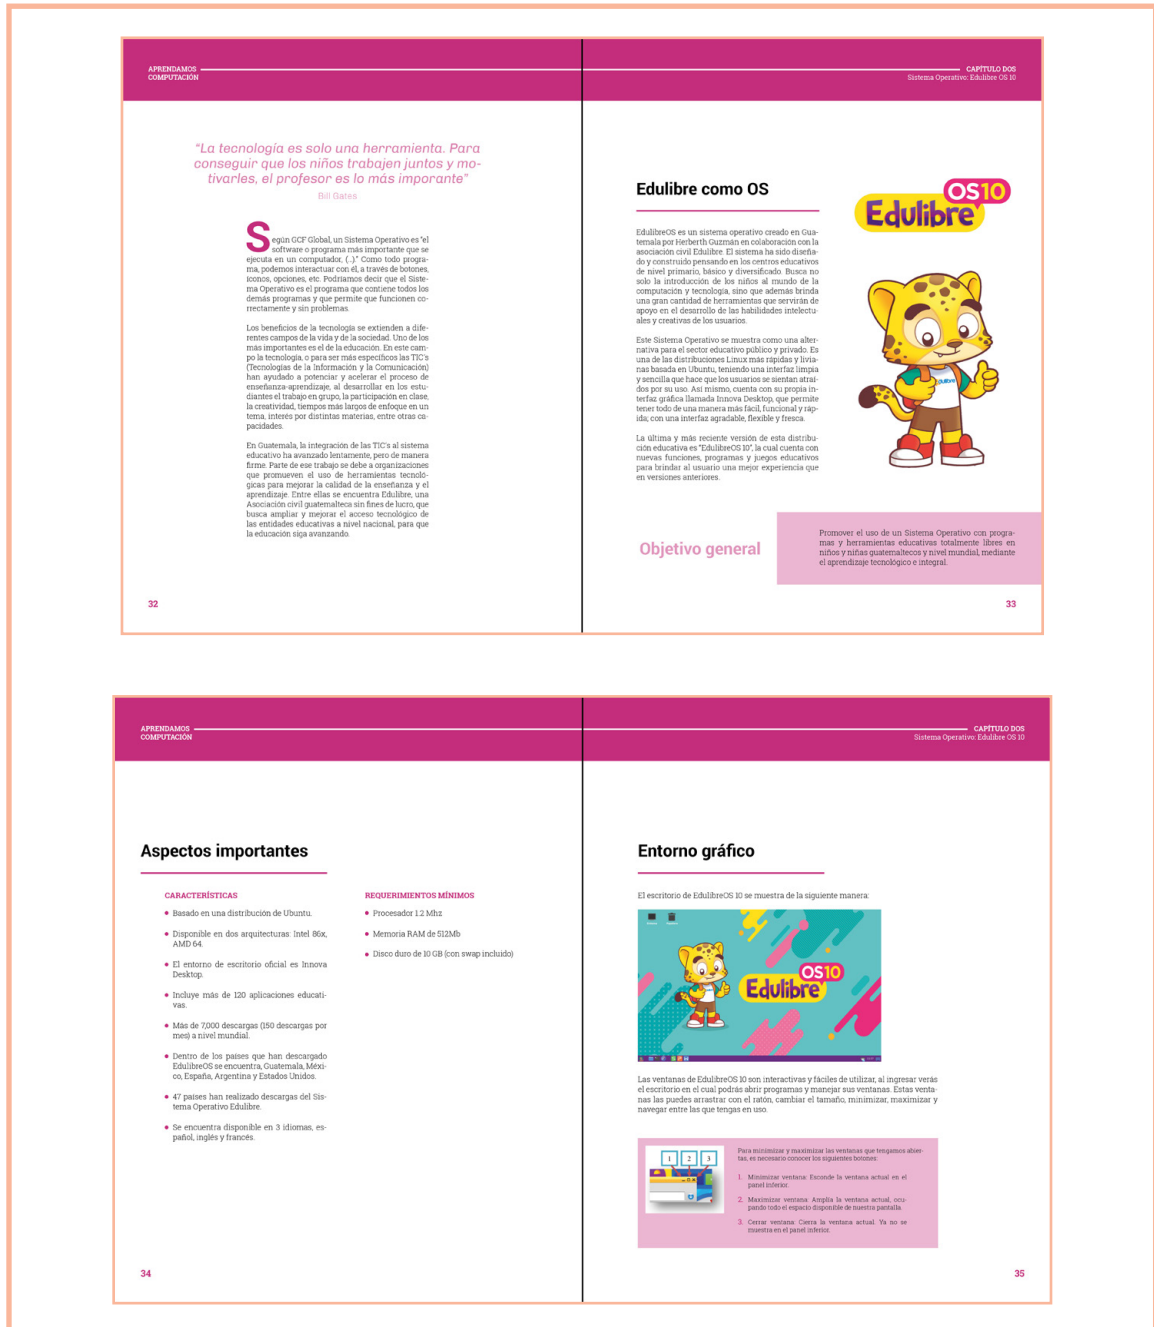 APRENDAMOS
COMPUTACIÓN
CAPÍTULO DOS
Sistema Operativo: Edulibre OS 10
“La tecnología es solo una herramienta. Para
conseguir que los niños trabajen juntos y mo-
tivarles, el profesor es lo más imporante”
Bill Gates
Según GCF Global, un Sistema Operativo es “el
software o programa más importante que se
ejecuta en un computador, (...).” Como todo progra-
ma, podemos interactuar con él, a través de botones,
iconos, opciones, etc. Podríamos decir que el Siste-
ma Operativo es el programa que contiene todos los
demás programas y que permite que funcionen co-
rrectamente y sin problemas.
Los beneficios de la tecnología se extienden a dife-
rentes campos de la vida y de la sociedad. Uno de los
más importantes es el de la educación. En este cam-
po la tecnología, o para ser más específicos las TIC's
(Tecnologías de la Información y la Comunicación)
han ayudado a potenciar y acelerar el proceso de
enseñanza-aprendizaje, al desarrollar en los estu-
diantes el trabajo en grupo, la participación en clase,
la creatividad, tiempos más largos de enfoque en un
tema, interés por distintas materias, entre otras ca-
pacidades.
En Guatemala, la integración de las TIC's al sistema
educativo ha avanzado lentamente, pero de manera
firme. Parte de ese trabajo se debe a organizaciones
que promueven el uso de herramientas tecnoló-
gicas para mejorar la calidad de la enseñanza y el
aprendizaje. Entre ellas se encuentra Edulibre, una
Asociación civil guatemalteca sin fines de lucro, que
busca ampliar y mejorar el acceso tecnológico de
las entidades educativas a nivel nacional, para que
la educación siga avanzando.
32
Edulibre como OS
EdulibreOS es un sistema operativo creado en Gua-
temala por Herberth Guzmán en colaboración con la
asociación civil Edulibre. El sistema ha sido diseña-
do y construido pensando en los centros educativos
de nivel primario, básico y diversificado. Busca no
solo la introducción de los niños al mundo de la
computación y tecnología, sino que además brinda
una gran cantidad de herramientas que servirán de
apoyo en el desarrollo de las habilidades intelectu-
ales y creativas de los usuarios.
Este Sistema Operativo se muestra como una alter-
nativa para el sector educativo público y privado. Es
una de las distribuciones Linux más rápidas y livia-
nas basada en Ubuntu, teniendo una interfaz limpia
y sencilla que hace que los usuarios se sientan atraí-
dos por su uso. Así mismo, cuenta con su propia in-
terfaz gráfica llamada Innova Desktop, que permite
tener todo de una manera más fácil, funcional y ráp-
ida; con una interfaz agradable, flexible y fresca.
La última y más reciente versión de esta distribu-
ción educativa es “EdulibreOS 10”, la cual cuenta con
nuevas funciones, programas y juegos educativos
para brindar al usuario una mejor experiencia que
en versiones anteriores.
OS10
Edulibre
Edulibre
Objetivo general
Promover el uso de un Sistema Operativo con progra-
mas y herramientas educativas totalmente libres en
niños y niñas guatemaltecos y nivel mundial, mediante
el aprendizaje tecnológico e integral.
33
APRENDAMOS
COMPUTACIÓN
CAPÍTULO DOS
Sistema Operativo: Edulibre OS 10
Aspectos importantes
CARACTERÍSTICAS
Basado en una distribución de Ubuntu.
Disponible en dos arquitecturas: Intel 86x,
AMD 64.
El entorno de escritorio oficial es Innova
Desktop.
Incluye más de 120 aplicaciones educati-
vas.
Más de 7,000 descargas (150 descargas por
mes) a nivel mundial.
Dentro de los países que han descargado
EdulibreOS se encuentra, Guatemala, Méxi-
co, España, Argentina y Estados Unidos.
47 países han realizado descargas del Sis-
tema Operativo Edulibre.
Se encuentra disponible en 3 idiomas, es-
pañol, inglés y francés.
REQUERIMIENTOS MÍNIMOS
Procesador 1.2 Mhz
Memoria RAM de 512Mb
Disco duro de 10 GB (con swap incluido)
34
Entorno gráfico
El escritorio de EdulibreOS 10 se muestra de la siguiente manera:
OS10
Edulibre
Las ventanas de EdulibreOS 10 son interactivas y fáciles de utilizar, al ingresar verás
el escritorio en el cual podrás abrir programas y manejar sus ventanas. Estas venta-
nas las puedes arrastrar con el ratón, cambiar el tamaño, minimizar, maximizar y
navegar entre las que tengas en uso.
1 2 3
Para minimizar y maximizar las ventanas que tengamos abier-
tas, es necesario conocer los siguientes botones:
1. Minimizar ventana: Esconde la ventana actual en el
panel inferior.
2. Maximizar ventana: Amplía la ventana actual, ocu-
pando todo el espacio disponible de nuestra pantalla.
3. Cerrar ventana: Cierra la ventana actual. Ya no se
muestra en el panel inferior.
35